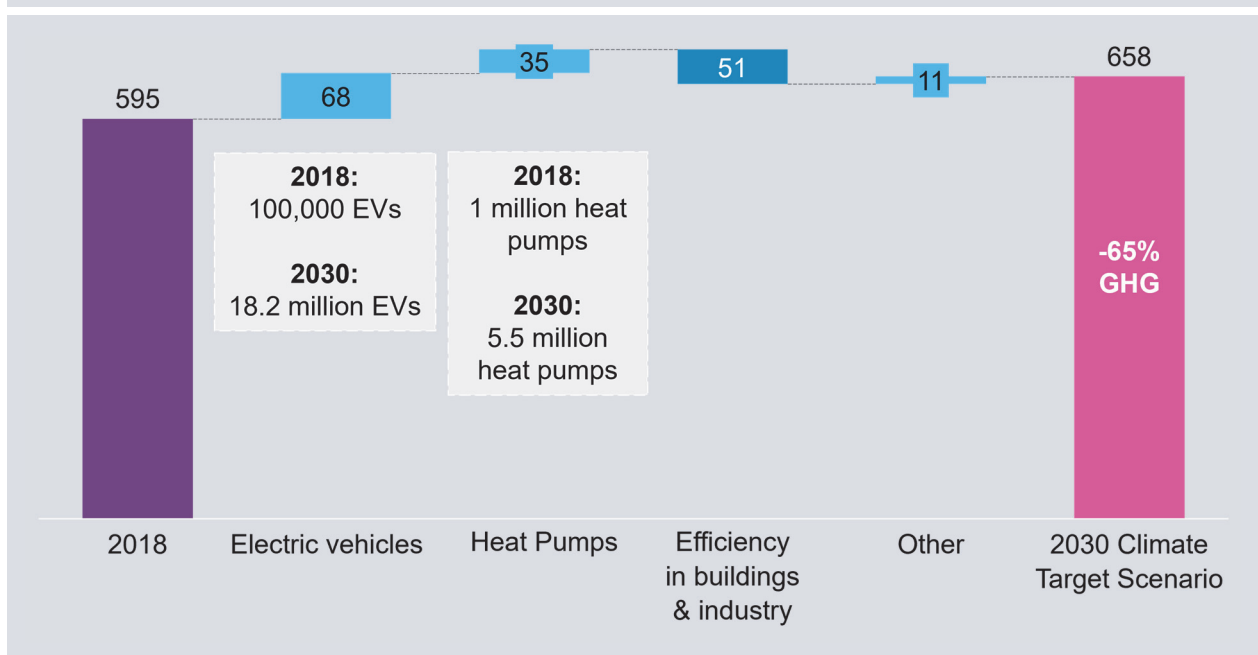 595
68
35
51
11
658
2018:
100,000 EVs
2030:
18.2 million EVs
2018:
1 million heat
pumps
2030:
5.5 million
heat pumps
-65%
GHG
2018
Electric vehicles
Heat Pumps
Efficiency
in buildings
& industry
Other
2030 Climate
Target Scenario